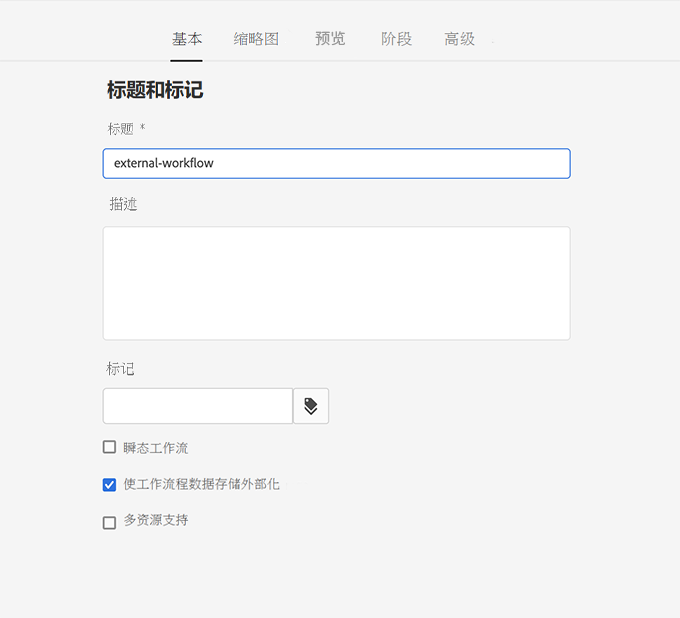 基本 缩略图 预览 阶段 高级
标题和标记
标题 *
external-workflow
描述
标记
瞬态工作流
使工作流程数据存储外部化
多资源支持